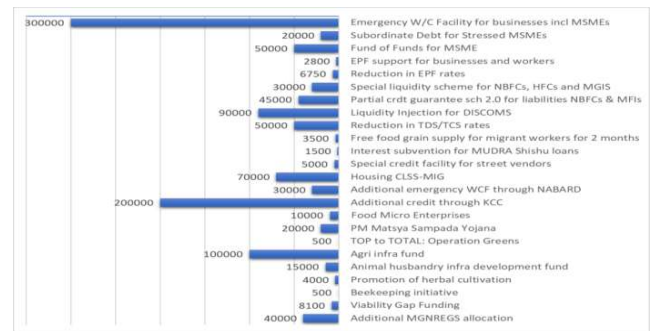 300000 Emergency W/C Facility for businesses incl MSMEs
20000 Subordinate Debt for Stressed MSMEs
50000 Fund of Funds for MSME
2800 EPF support for businesses and workers
6750 Reduction in EPF rates
30000 Special liquidity scheme for NBFCs, HFCs and MGIS
45000 Partial crdt guarantee sch 2.0 for liabilities NBFCs & MFIs
90000 Liquidity Injection for DISCOMS
50000 Reduction in TDS/TCS rates
3500 Free food grain supply for migrant workers for 2 months
1500 Interest subvention for MUDRA Shishu loans
5000 Special credit facility for street vendors
70000 Housing CLSS-MIG
30000 Additional emergency WCF through NABARD
200000 Additional credit through KCC
10000 Food Micro Enterprises
20000 PM Matsya Sampada Yojana
500 TOP to TOTAL: Operation Greens
100000 Agri infra fund
15000 Animal husbandry infra development fund
4000 Promotion of herbal cultivation
500 Beekeeping initiative
8100 Viability Gap Funding
40000 Additional MGNREGS allocation